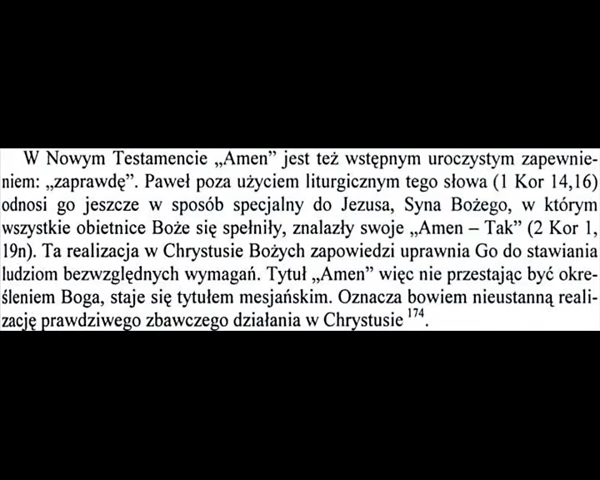 W Nowym Testamencie „Amen” jest też wstępnym uroczystym zapewnie-
niem: „zaprawdę”. Paweł poza użyciem liturgicznym tego słowa (1 Kor 14,16)
odnosi go jeszcze w sposób specjalny do Jezusa, Syna Bożego, w którym
wszystkie obietnice Boże się spełniły, znalazły swoje „Amen – Tak” (2 Kor 1,
19n). Ta realizacja w Chrystusie Bożych zapowiedzi uprawnia Go do stawiania
ludziom bezwzględnych wymagań. Tytuł „Amen” więc nie przestając być okre-
śleniem Boga, staje się tytułem mesjańskim. Oznacza bowiem nieustanną reali-
zację prawdziwego zbawczego działania w Chrystusie 174.